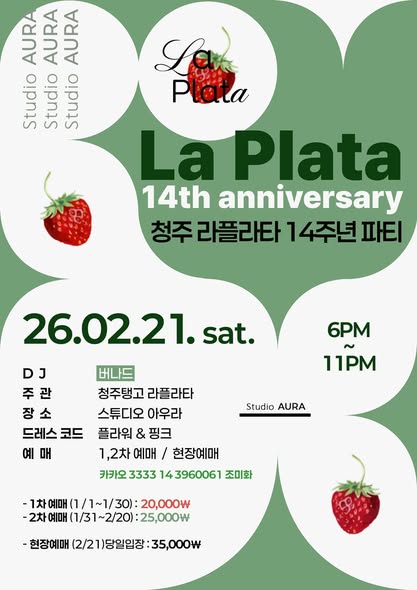 Studio AURA
Studio AURA
Studio AURA
La
Plata
La Plata
14th anniversary
청주 라플라타 14주년 파티
26.02.21. sat.
6PM
~
11PM
D J 버나드
주 관 청주탱고 라플라타
장 소 스튜디오 아우라
드레스 코드 플라워 & 핑크
예 매 1,2차 예매 / 현장예매
카카오 3333 14 3960061 조미화
Studio AURA
- 1차 예매 (1 / 1~1/ 30) : 20,000₩
- 2차 예매 (1/31~2/20) : 25,000₩
- 현장예매 (2/21)당일입장 : 35,000₩